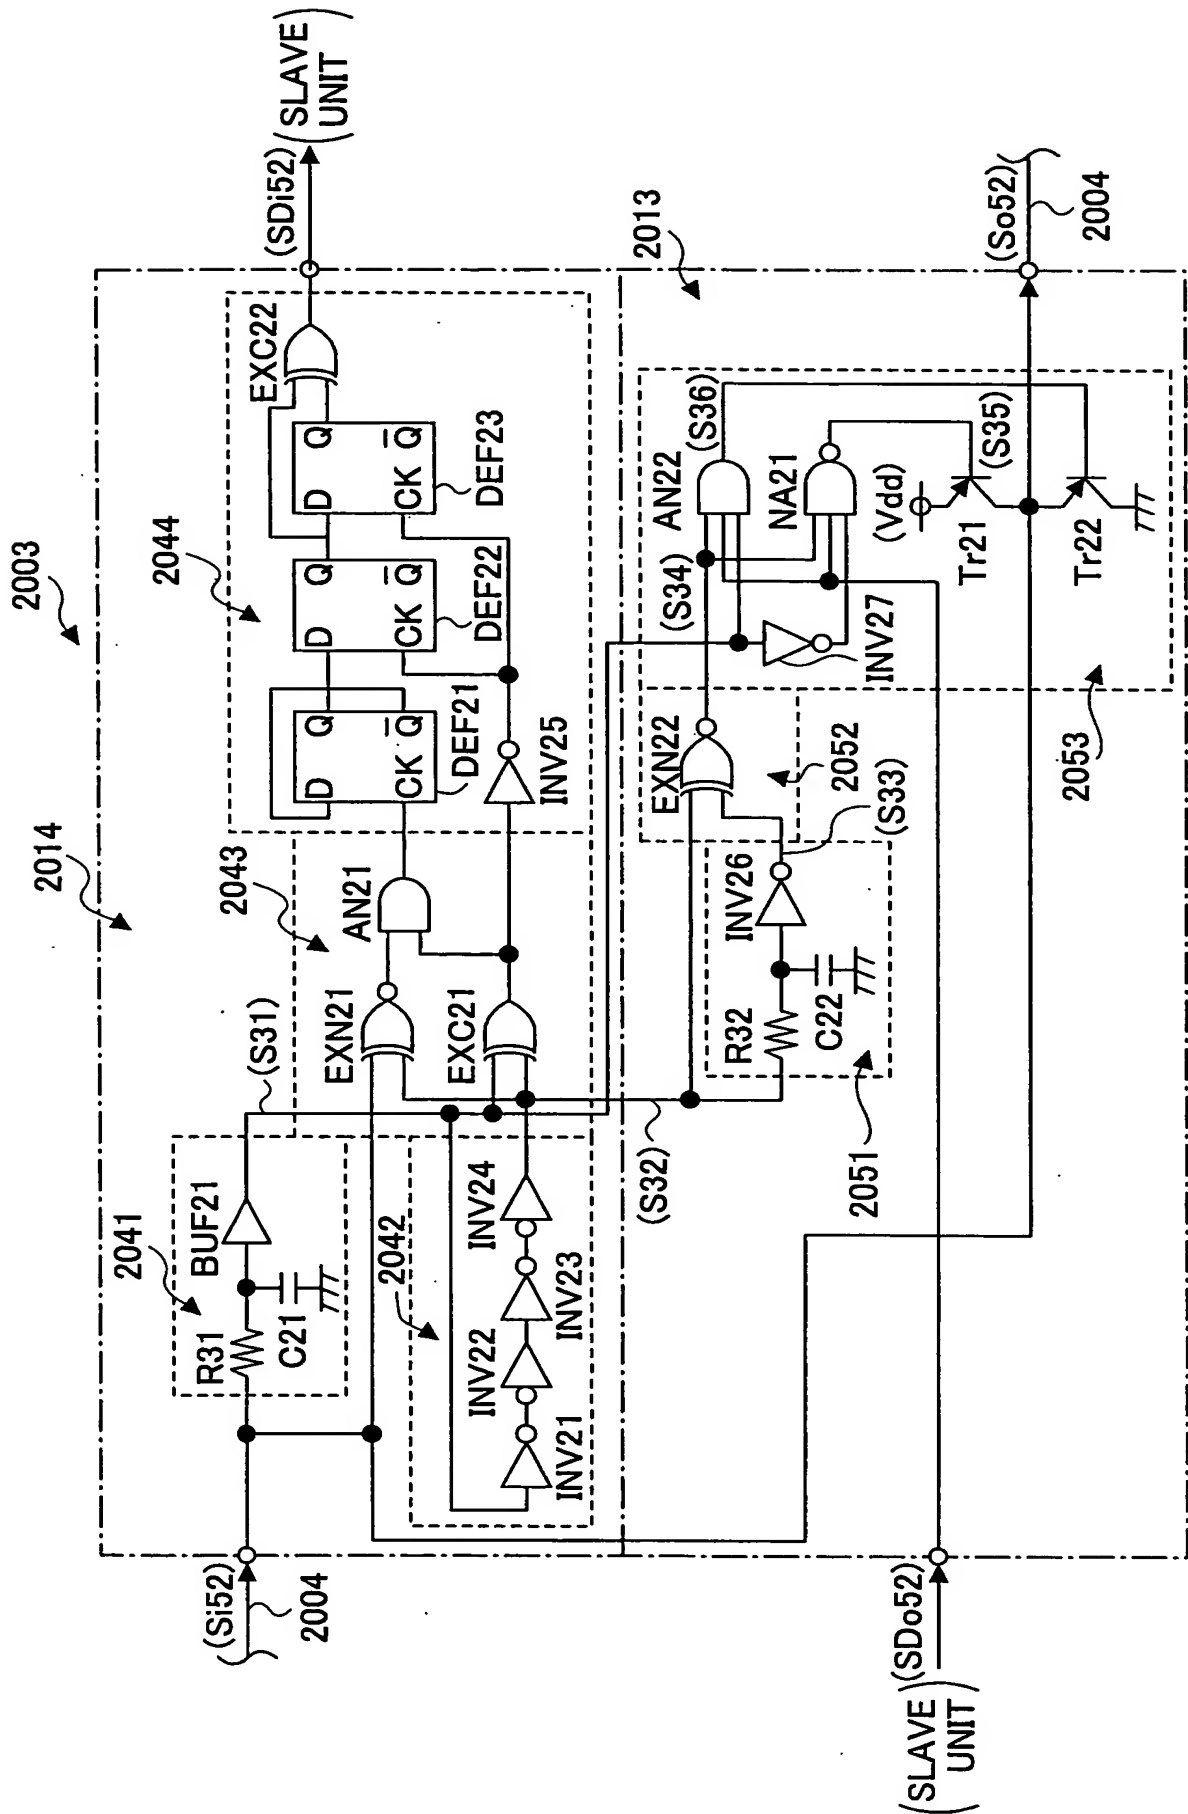 2003
2014
(SLAVE
UNIT)
(SDi52)
2044
EXC22
D
Q
CK
Q̅
DEF21
D
Q
CK
Q̅
DEF22
D
Q
CK
Q̅
DEF23
INV25
2043
AN21
EXN21
EXC21
(S31)
2041
BUF21
R31
C21
2042
INV21
INV22
INV23
INV24
(Si52)
2004
(S32)
2013
(So52)
2004
AN22
(S36)
(S34)
NA21
(Vdd)
(S35)
Tr21
Tr22
INV27
2053
EXN22
2052
(S33)
INV26
R32
C22
2051
(SDo52)
(SLAVE
UNIT)